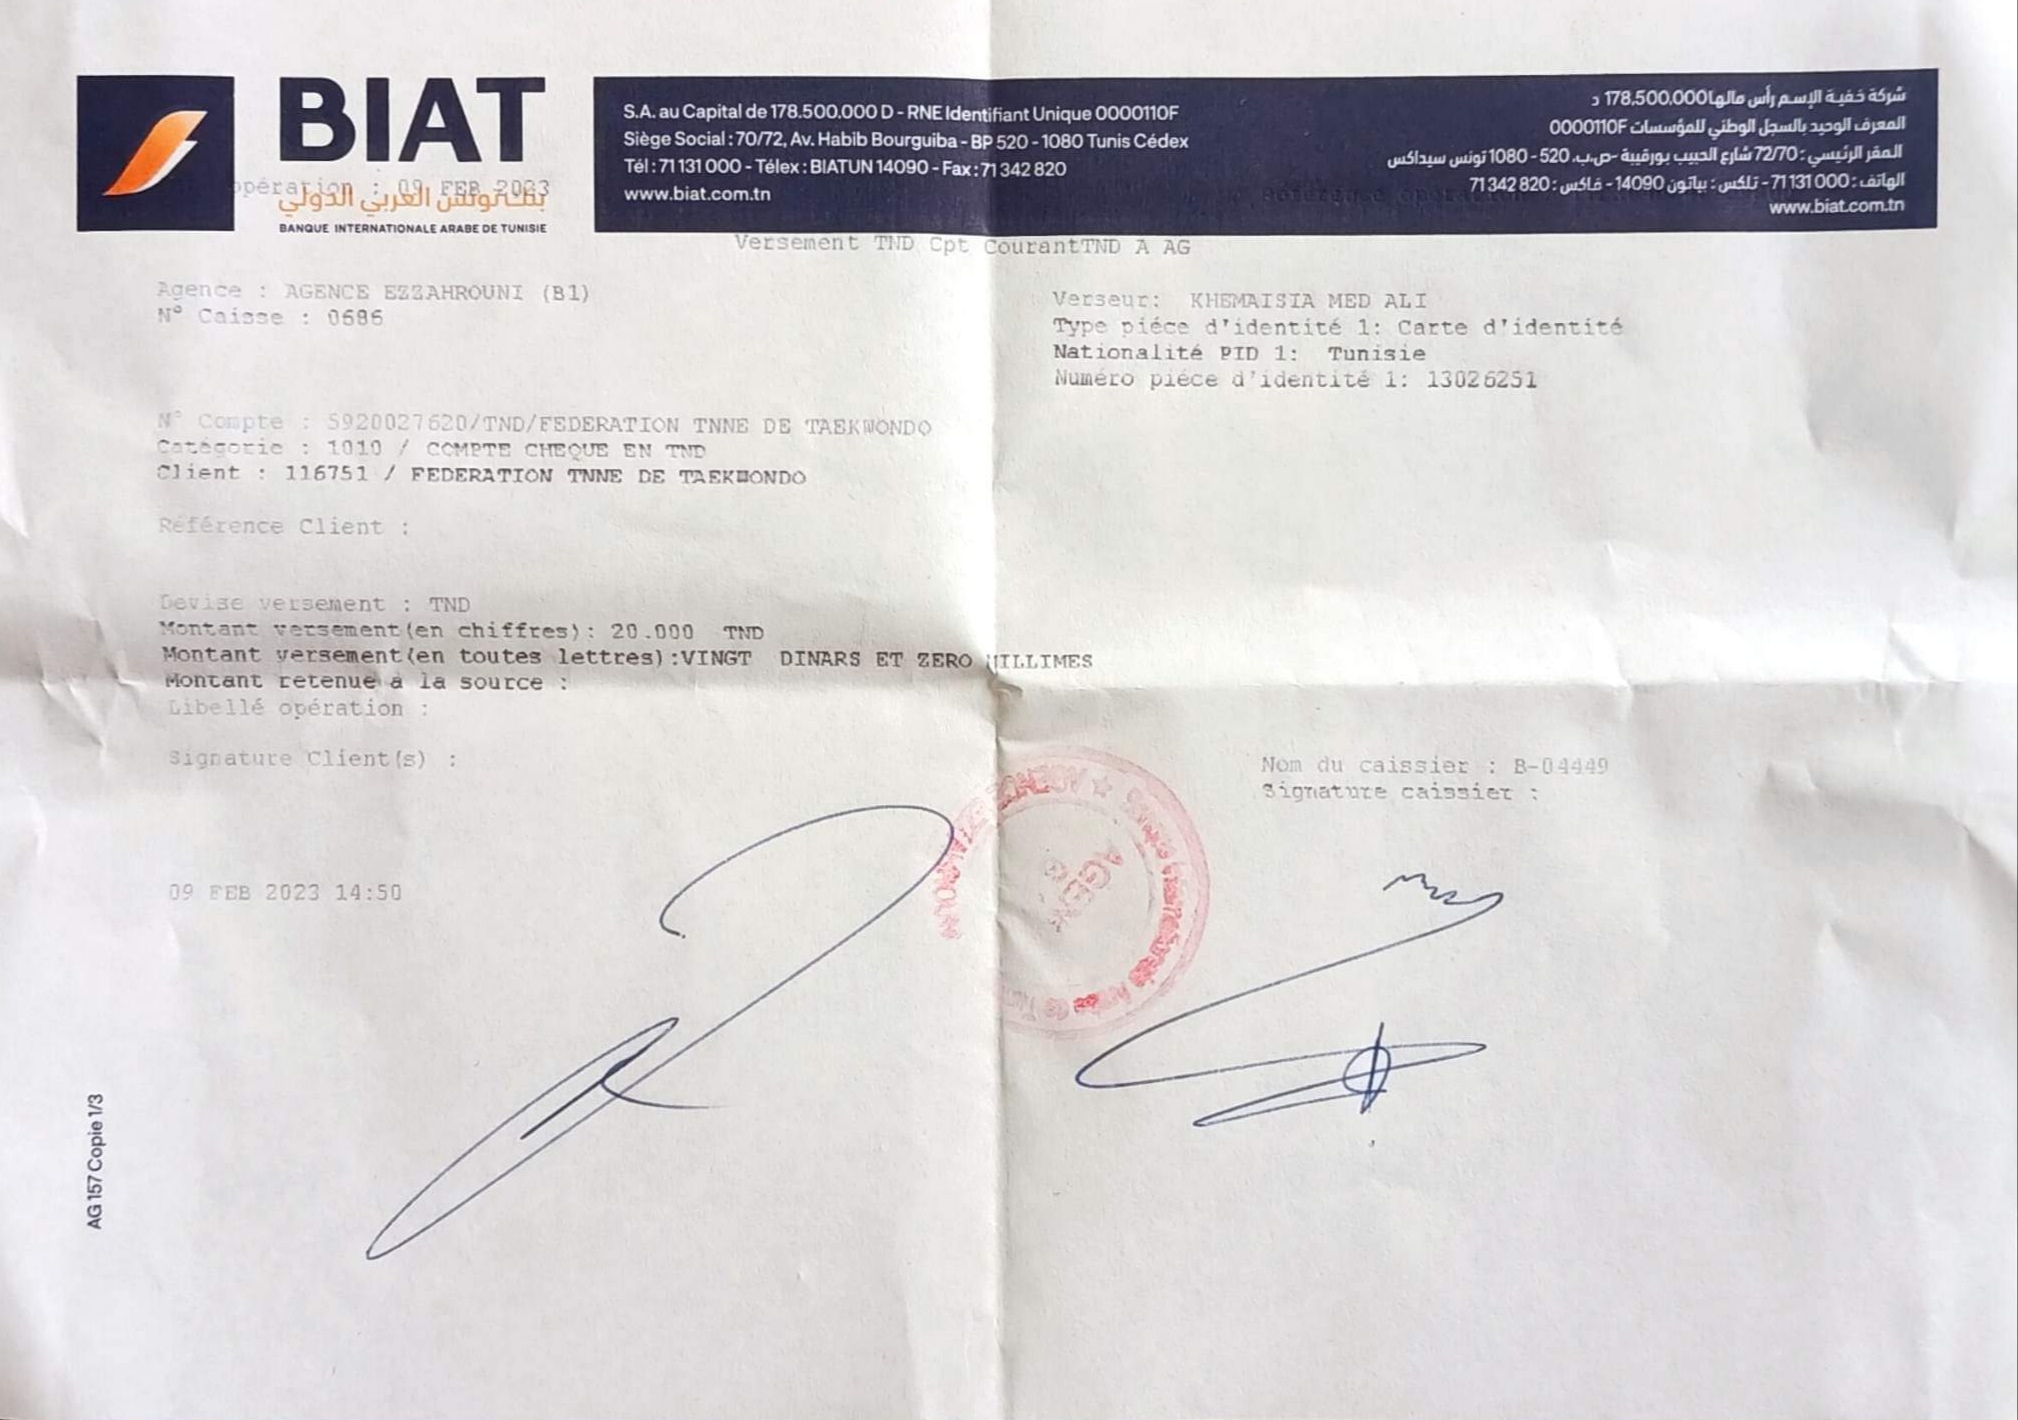 BIAT
opération : 09 FEB 2023
بنك تونس العربي الدولي
BANQUE INTERNATIONALE ARABE DE TUNISIE
S.A. au Capital de 178.500.000 D - RNE Identifiant Unique 0000110F
Siège Social : 70/72, Av. Habib Bourguiba - BP 520 - 1080 Tunis Cédex
Tél : 71 131 000 - Télex : BIATUN 14090 - Fax : 71 342 820
www.biat.com.tn
شركة خفية الإسم رأس مالها 178.500.000 د
المعرف الوحيد بالسجل الوطني للمؤسسات 0000110F
المقر الرئيسي : 72/70 شارع الحبيب بورقيبة -ص.ب. 520 - 1080 تونس سيداكس
الهاتف : 71 131 000 - تلكس : بياتون 14090 - فاكس : 71 342 820
www.biat.com.tn
Versement TND Cpt CourantTND A AG
Agence : AGENCE EZZAHROUNI (B1)
N° Caisse : 0686
Verseur: KHEMAISIA MED ALI
Type piéce d'identité 1: Carte d'identité
Nationalité PID 1: Tunisie
Numéro piéce d'identité 1: 13026251
N° Compte : 5920027620/TND/FEDERATION TNNE DE TAEKWONDO
Catégorie : 1010 / COMPTE CHEQUE EN TND
Client : 116751 / FEDERATION TNNE DE TAEKWONDO
Référence Client :
Devise versement : TND
Montant versement(en chiffres): 20.000 TND
Montant versement(en toutes lettres):VINGT DINARS ET ZERO MILLIMES
Montant retenue à la source :
Libellé opération :
Signature Client(s) :
Nom du caissier : B-04449
Signature caissier :
09 FEB 2023 14:50
AG 157 Copie 1/3